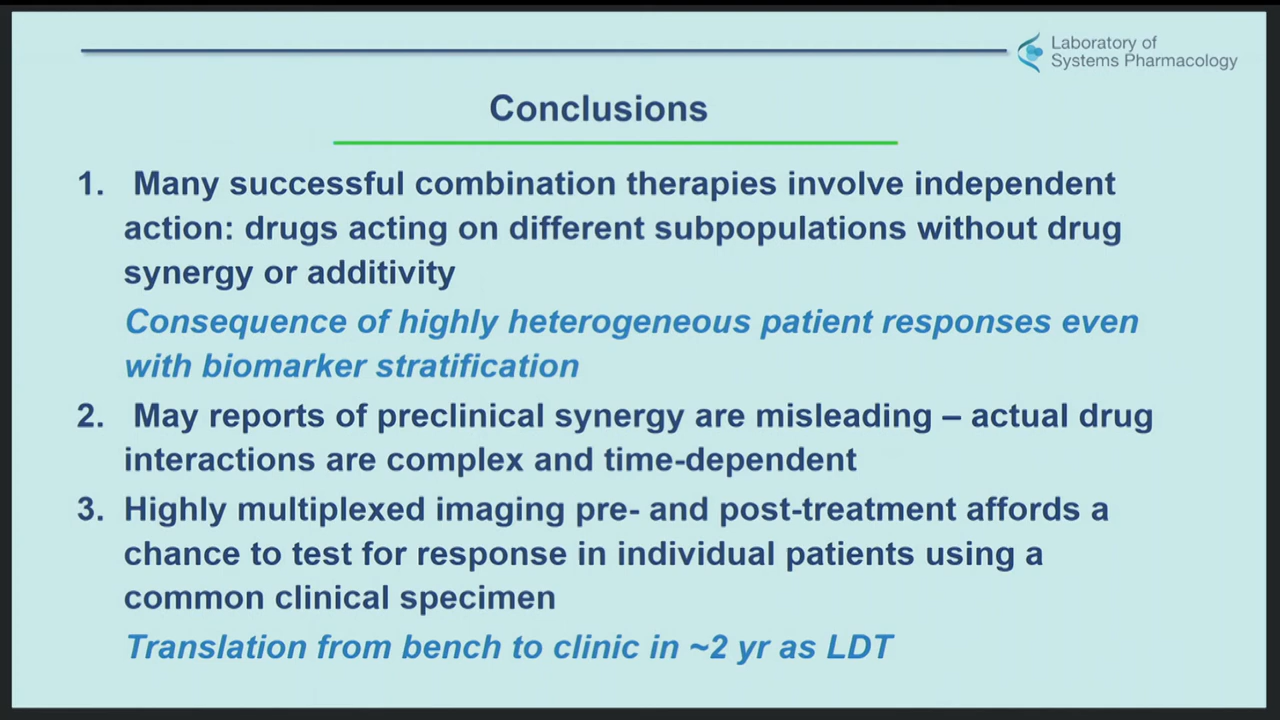 Laboratory of
Systems Pharmacology
Conclusions
1. Many successful combination therapies involve independent
action: drugs acting on different subpopulations without drug
synergy or additivity
Consequence of highly heterogeneous patient responses even
with biomarker stratification
2. May reports of preclinical synergy are misleading – actual drug
interactions are complex and time-dependent
3. Highly multiplexed imaging pre- and post-treatment affords a
chance to test for response in individual patients using a
common clinical specimen
Translation from bench to clinic in ~2 yr as LDT